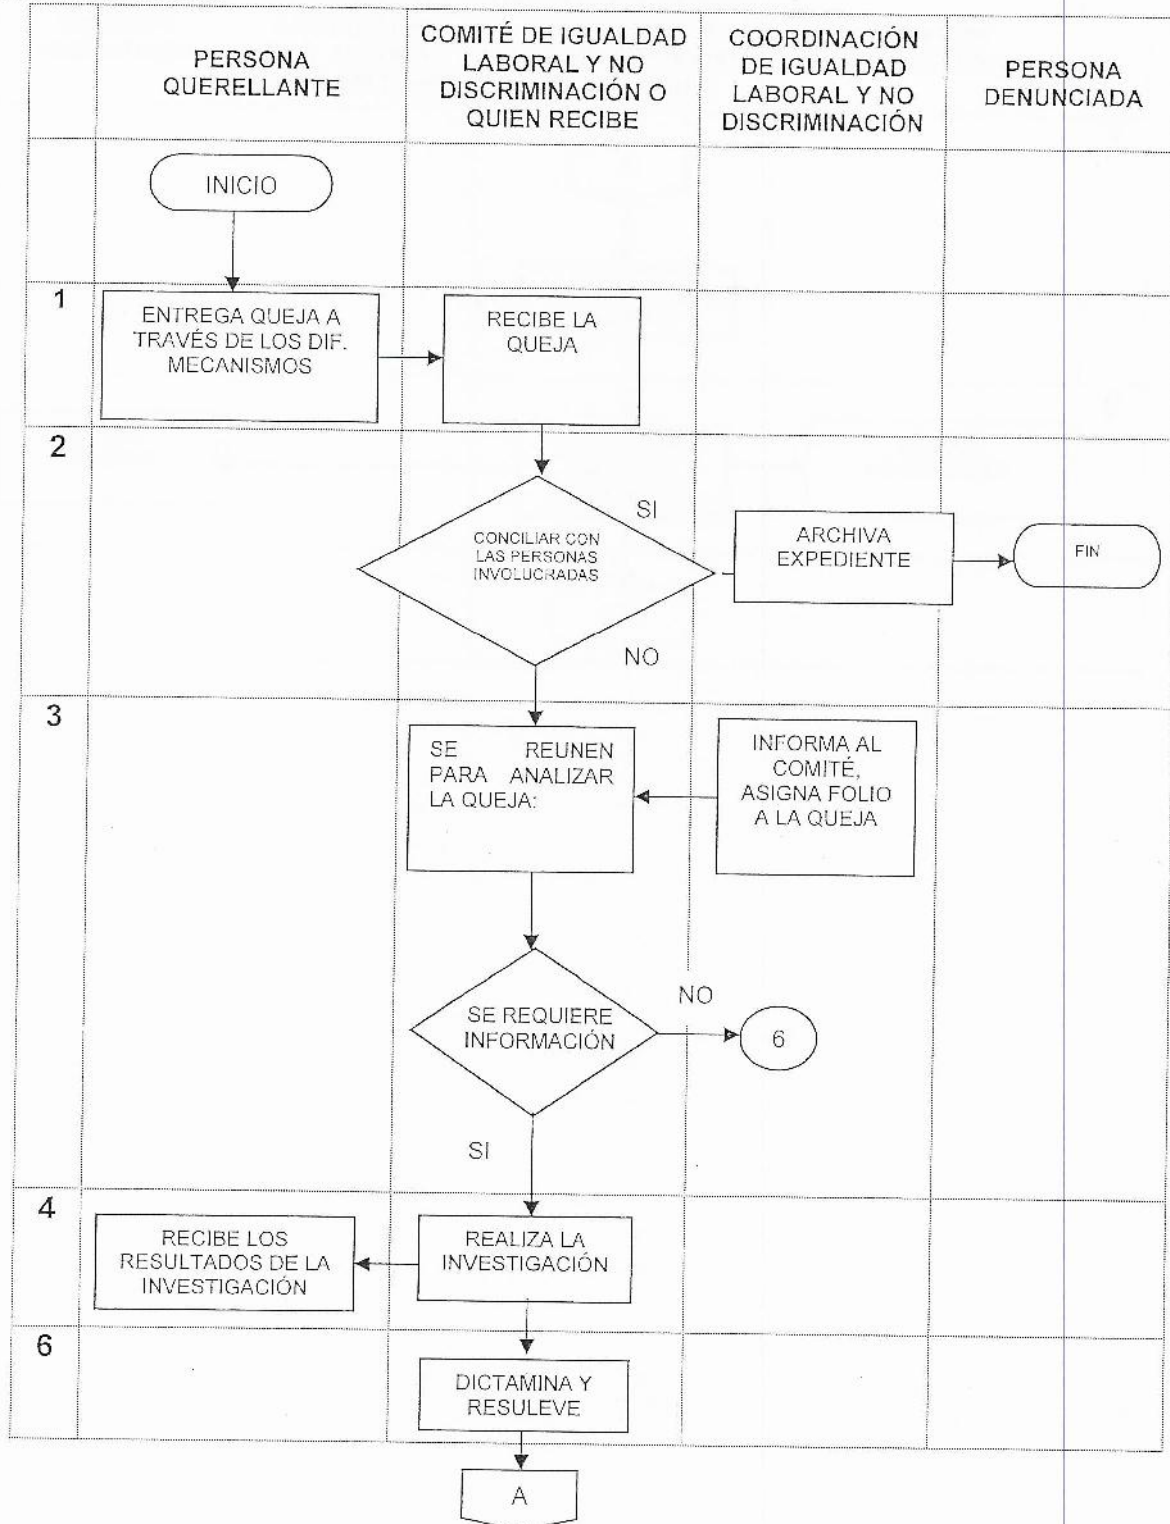 PERSONA
QUERELLANTE
COMITÉ DE IGUALDAD
LABORAL Y NO
DISCRIMINACIÓN O
QUIEN RECIBE
COORDINACIÓN
DE IGUALDAD
LABORAL Y NO
DISCRIMINACIÓN
PERSONA
DENUNCIADA
INICIO
1
ENTREGA QUEJA A
TRAVÉS DE LOS DIF.
MECANISMOS
RECIBE LA
QUEJA
2
CONCILIAR CON
LAS PERSONAS
INVOLUCRADAS
SI
ARCHIVA
EXPEDIENTE
FIN
NO
3
SE REUNEN
PARA ANALIZAR
LA QUEJA:
INFORMA AL
COMITÉ,
ASIGNA FOLIO
A LA QUEJA
SE REQUIERE
INFORMACIÓN
NO
6
SI
4
RECIBE LOS
RESULTADOS DE LA
INVESTIGACIÓN
REALIZA LA
INVESTIGACIÓN
6
DICTAMINA Y
RESULEVE
A